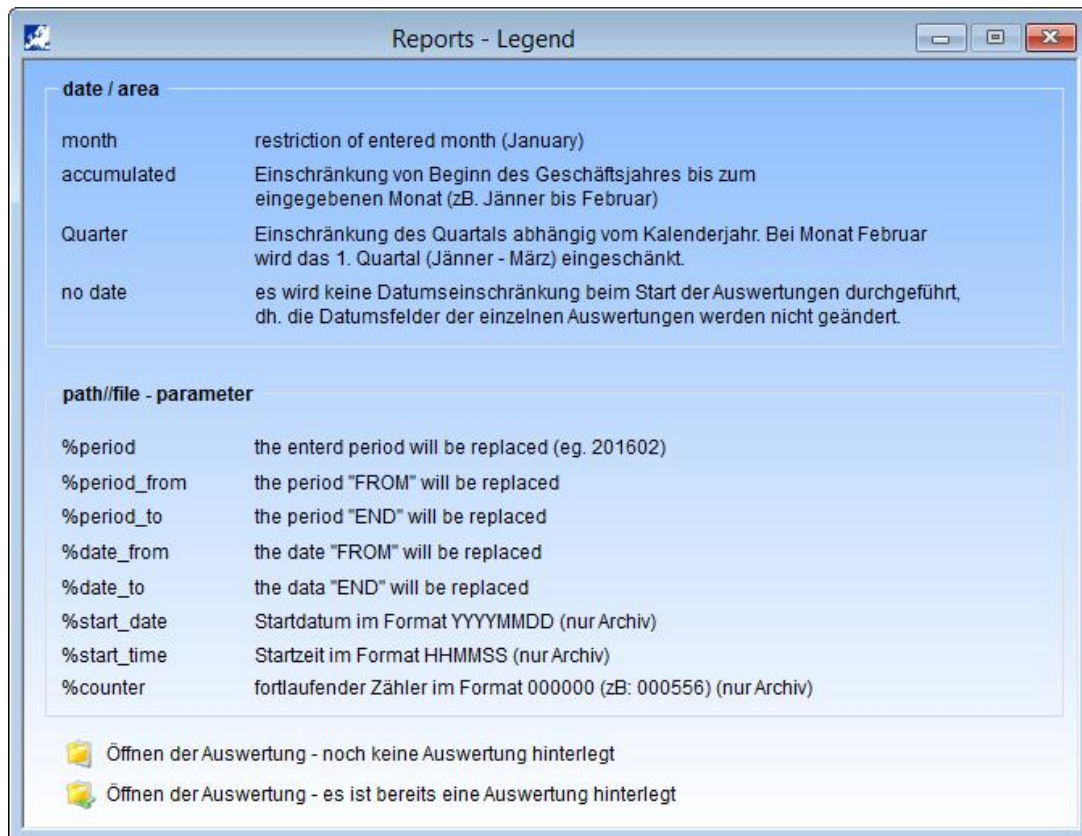 Reports - Legend
date / area
month restriction of entered month (January)
accumulated Einschränkung von Beginn des Geschäftsjahres bis zum
eingegebenen Monat (zB. Jänner bis Februar)
Quarter Einschränkung des Quartals abhängig vom Kalenderjahr. Bei Monat Februar
wird das 1. Quartal (Jänner - März) eingeschänkt.
no date es wird keine Datumseinschränkung beim Start der Auswertungen durchgeführt,
dh. die Datumsfelder der einzelnen Auswertungen werden nicht geändert.
path//file - parameter
%period the enterd period will be replaced (eg. 201602)
%period_from the period "FROM" will be replaced
%period_to the period "END" will be replaced
%date_from the date "FROM" will be replaced
%date_to the data "END" will be replaced
%start_date Startdatum im Format YYYYMMDD (nur Archiv)
%start_time Startzeit im Format HHMMSS (nur Archiv)
%counter fortlaufender Zähler im Format 000000 (zB: 000556) (nur Archiv)
Öffnen der Auswertung - noch keine Auswertung hinterlegt
Öffnen der Auswertung - es ist bereits eine Auswertung hinterlegt